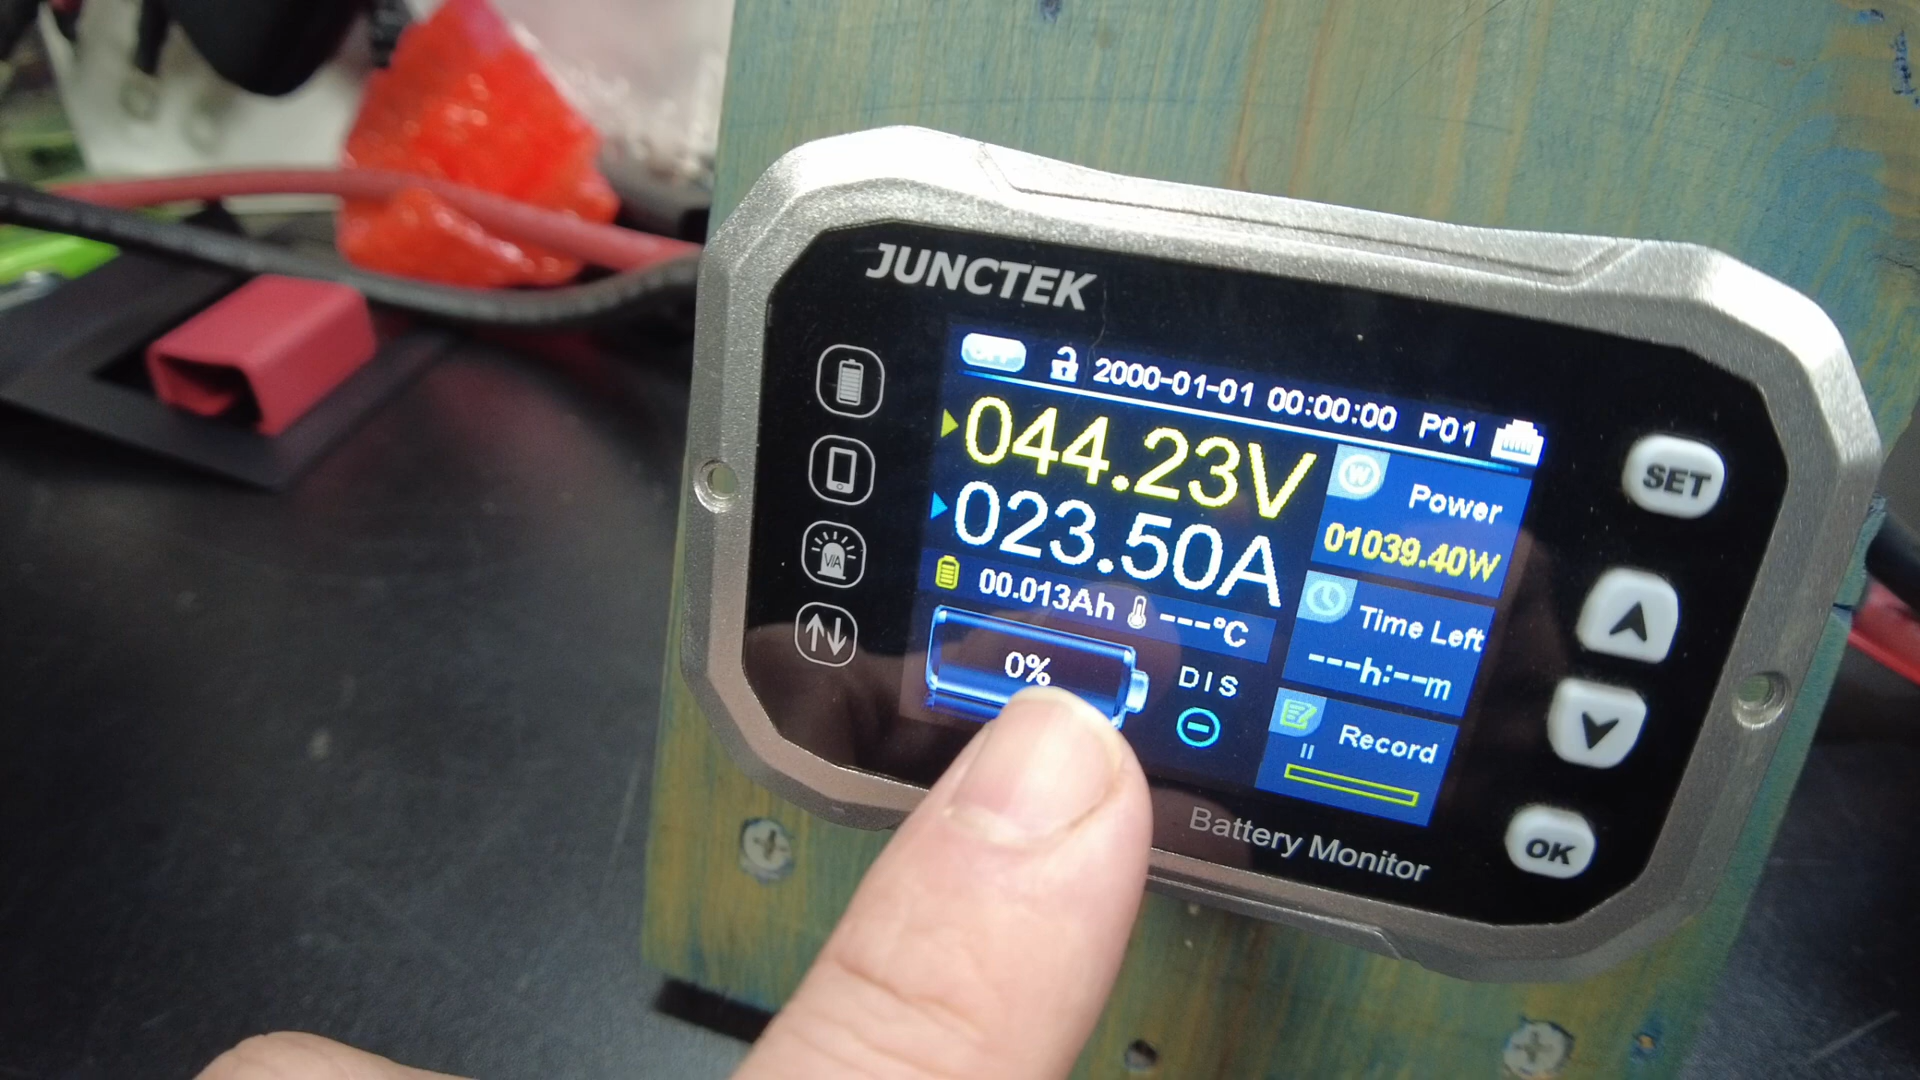 JUNCTEK
OFF 2000-01-01 00:00:00 P01
044.23V
023.50A
00.013Ah ---°C
0%
DIS
W
Power
01039.40W
Time Left
---h:--m
Record
V/A
Battery Monitor
SET
OK